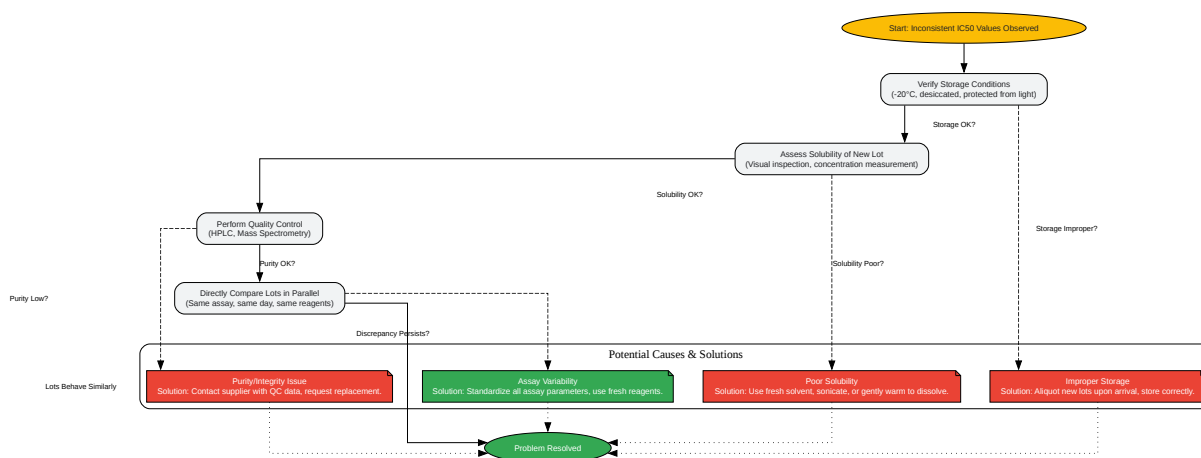 Start: Inconsistent IC50 Values Observed
Verify Storage Conditions
(-20°C, desiccated, protected from light)
Storage OK?
Assess Solubility of New Lot
(Visual inspection, concentration measurement)
Solubility OK?
Perform Quality Control
(HPLC, Mass Spectrometry)
Storage Improper?
Purity OK?
Solubility Poor?
Directly Compare Lots in Parallel
(Same assay, same day, same reagents)
Purity Low?
Discrepancy Persists?
Potential Causes & Solutions
Lots Behave Similarly
Purity/Integrity Issue
Solution: Contact supplier with QC data, request replacement.
Assay Variability
Solution: Standardize all assay parameters, use fresh reagents.
Poor Solubility
Solution: Use fresh solvent, sonicate, or gently warm to dissolve.
Improper Storage
Solution: Aliquot new lots upon arrival, store correctly.
Problem Resolved